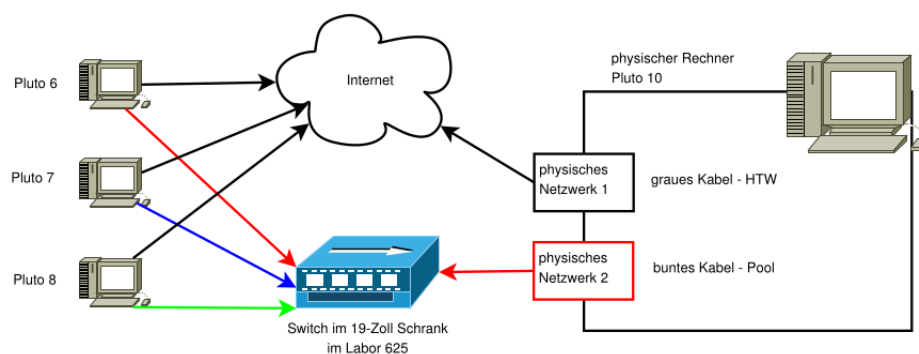 Pluto 6
Internet
physischer Rechner
Pluto 10
Pluto 7
physisches
Netzwerk 1
graues Kabel - HTW
Pluto 8
physisches
Netzwerk 2
buntes Kabel - Pool
Switch im 19-Zoll Schrank
im Labor 625